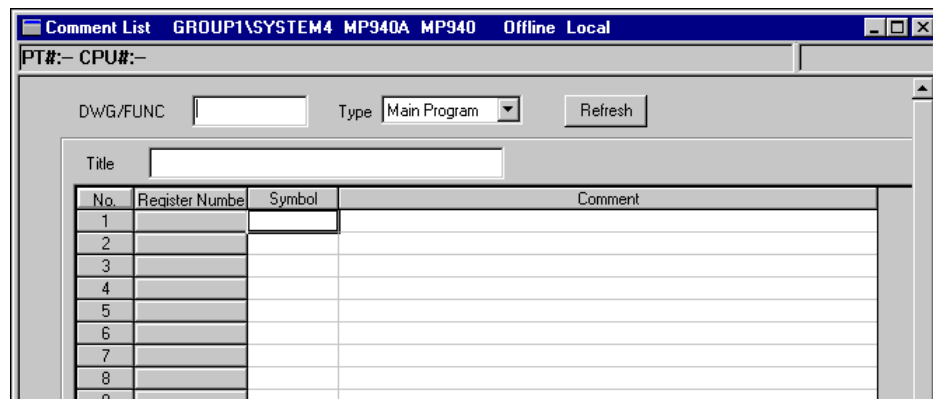 Comment List GROUP1\SYSTEM4 MP940A MP940 Offline Local
PT#:– CPU#:–
DWG/FUNC Type Main Program Refresh
Title
No. Register Numbe Symbol Comment
1
2
3
4
5
6
7
8
9